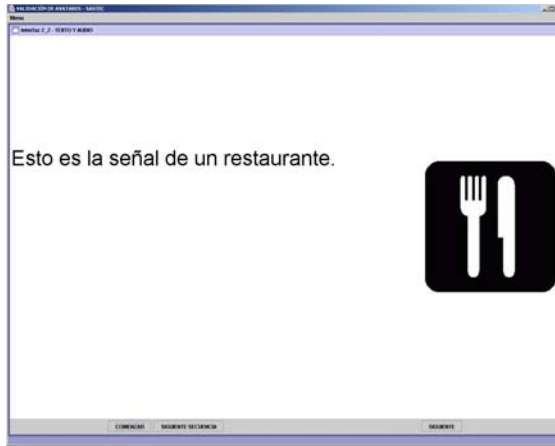 VALIDACIÓN DE AVATARES - SAETEC
Menu
Interfaz 2_2 - TEXTO Y AUDIO
Esto es la señal de un restaurante.
COMENZAR SIGUIENTE SECUENCIA SIGUIENTE